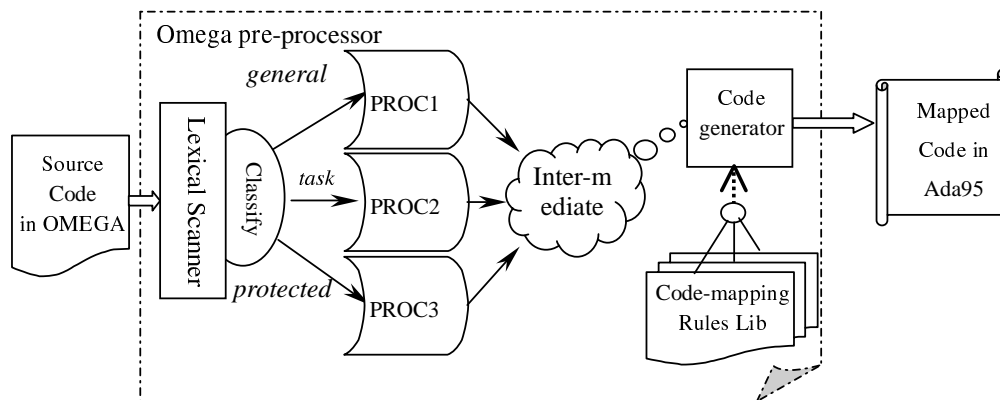 Omega pre-processor
general
PROC1
Code
generator
Mapped
Code in
Ada95
Source
Code
in OMEGA
Lexical Scanner
Classify
task
PROC2
Inter-m
ediate
protected
PROC3
Code-mapping
Rules Lib